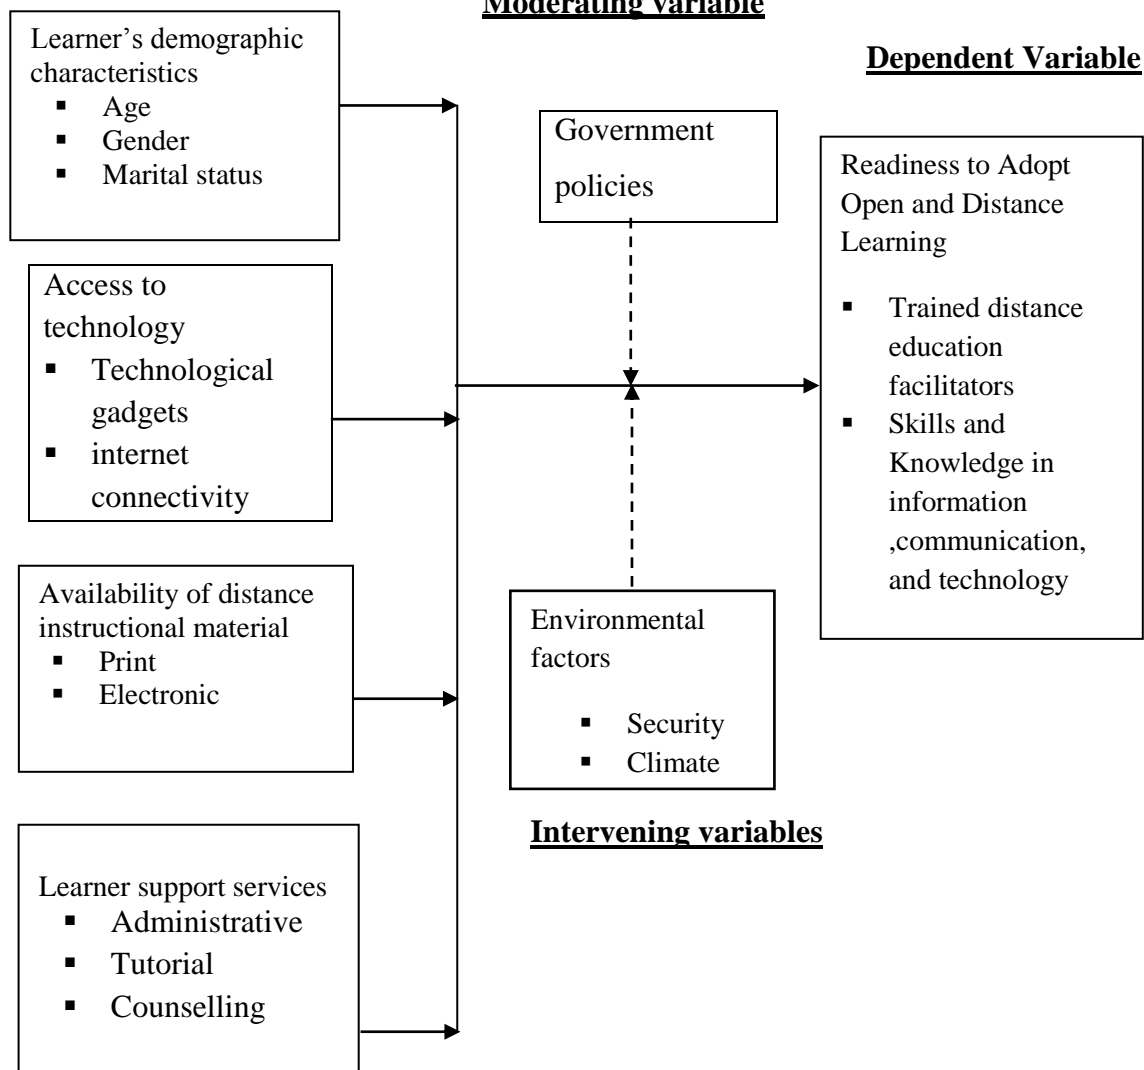 Moderating variable
Dependent Variable
Learner’s demographic
characteristics
▪ Age
▪ Gender
▪ Marital status
Government
policies
Readiness to Adopt
Open and Distance
Learning
▪ Trained distance
education
facilitators
▪ Skills and
Knowledge in
information
,communication,
and technology
Access to
technology
▪ Technological
gadgets
▪ internet
connectivity
Availability of distance
instructional material
▪ Print
▪ Electronic
Environmental
factors
▪ Security
▪ Climate
Intervening variables
Learner support services
▪ Administrative
▪ Tutorial
▪ Counselling